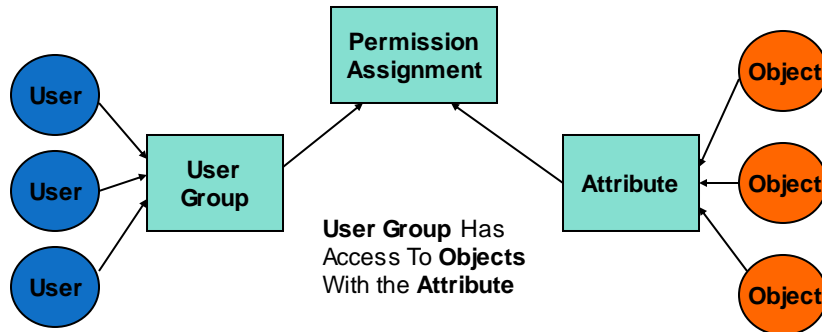 Permission
Assignment
User
User
User
User
Group
Attribute
Object
Object
Object
User Group Has
Access To Objects
With the Attribute